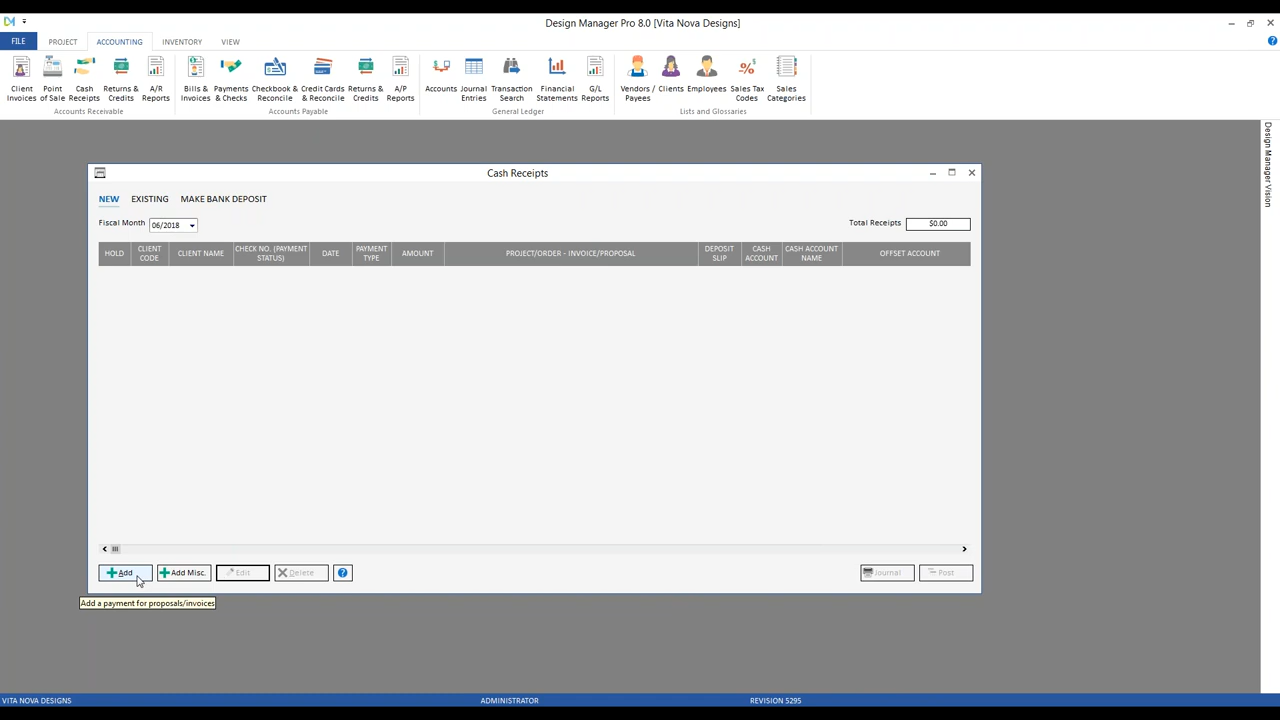 Design Manager Pro 8.0 [Vita Nova Designs]
FILE PROJECT ACCOUNTING INVENTORY VIEW
Client Invoices Point of Sale Cash Receipts Returns & Credits A/R Reports Bills & Invoices Payments & Checks Checkbook & Reconcile Credit Cards & Reconcile Returns & Credits A/P Reports Accounts Journal Entries Transaction Search Financial Statements G/L Reports Vendors / Payees Clients Employees Sales Tax Codes Sales Categories
Accounts Receivable Accounts Payable General Ledger Lists and Glossaries
Design Manager Vision
Cash Receipts
NEW EXISTING MAKE BANK DEPOSIT
Fiscal Month 06/2018 Total Receipts $0.00
HOLD CLIENT CODE CLIENT NAME CHECK NO. (PAYMENT STATUS) DATE PAYMENT TYPE AMOUNT PROJECT/ORDER - INVOICE/PROPOSAL DEPOSIT SLIP CASH ACCOUNT CASH ACCOUNT NAME OFFSET ACCOUNT
Add Add Misc. Edit Delete ? Journal Post
Add a payment for proposals/invoices
VITA NOVA DESIGNS ADMINISTRATOR REVISION 5295